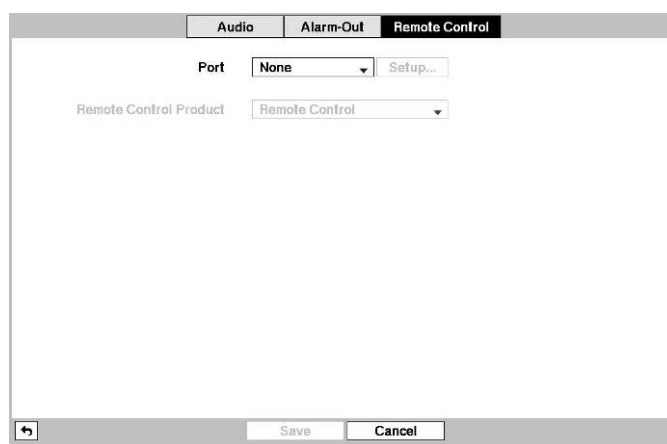 Audio Alarm-Out Remote Control
Port None Setup...
Remote Control Product Remote Control
Save Cancel